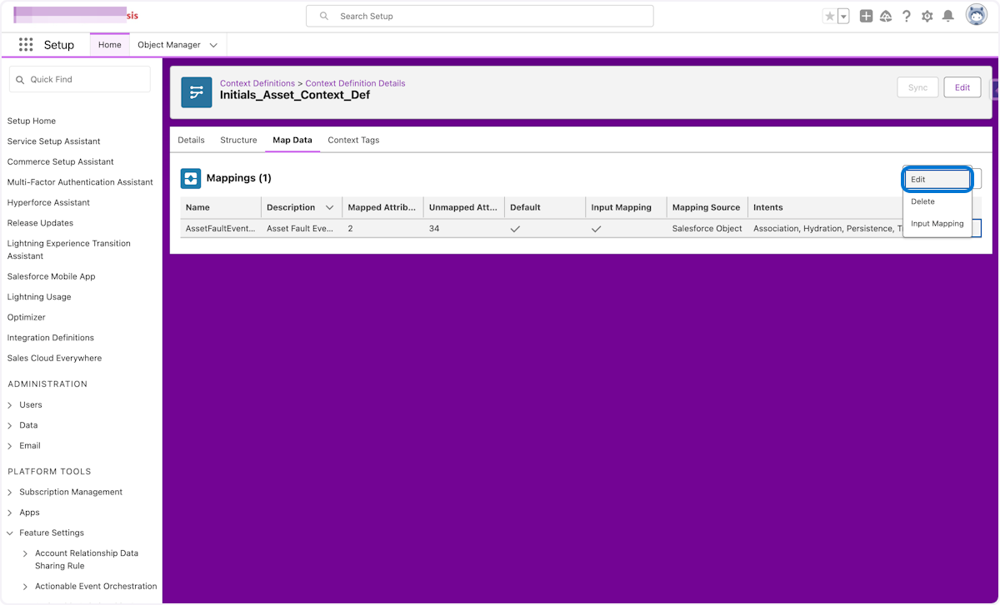 sis
Search Setup
Setup
Home
Object Manager
Quick Find
Setup Home
Service Setup Assistant
Commerce Setup Assistant
Multi-Factor Authentication Assistant
Hyperforce Assistant
Release Updates
Lightning Experience Transition
Assistant
Salesforce Mobile App
Lightning Usage
Optimizer
Integration Definitions
Sales Cloud Everywhere
ADMINISTRATION
Users
Data
Email
PLATFORM TOOLS
Subscription Management
Apps
Feature Settings
Account Relationship Data
Sharing Rule
Actionable Event Orchestration
Context Definitions > Context Definition Details
Initials_Asset_Context_Def
Sync
Edit
Details
Structure
Map Data
Context Tags
Mappings (1)
Name
Description
Mapped Attrib...
Unmapped Att...
Default
Input Mapping
Mapping Source
Intents
AssetFaultEvent...
Asset Fault Eve...
2
34
Salesforce Object
Association, Hydration, Persistence, T
Edit
Delete
Input Mapping